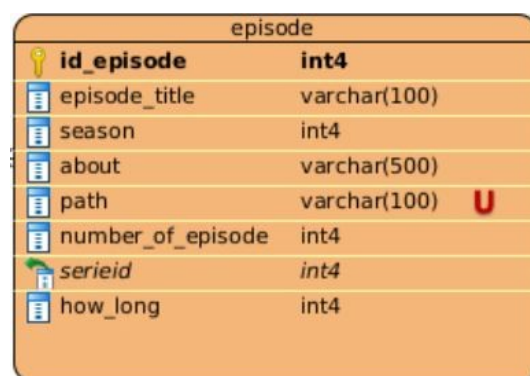 episode
id_episode int4
episode_title varchar(100)
season int4
about varchar(500)
path varchar(100) U
number_of_episode int4
serieid int4
how_long int4